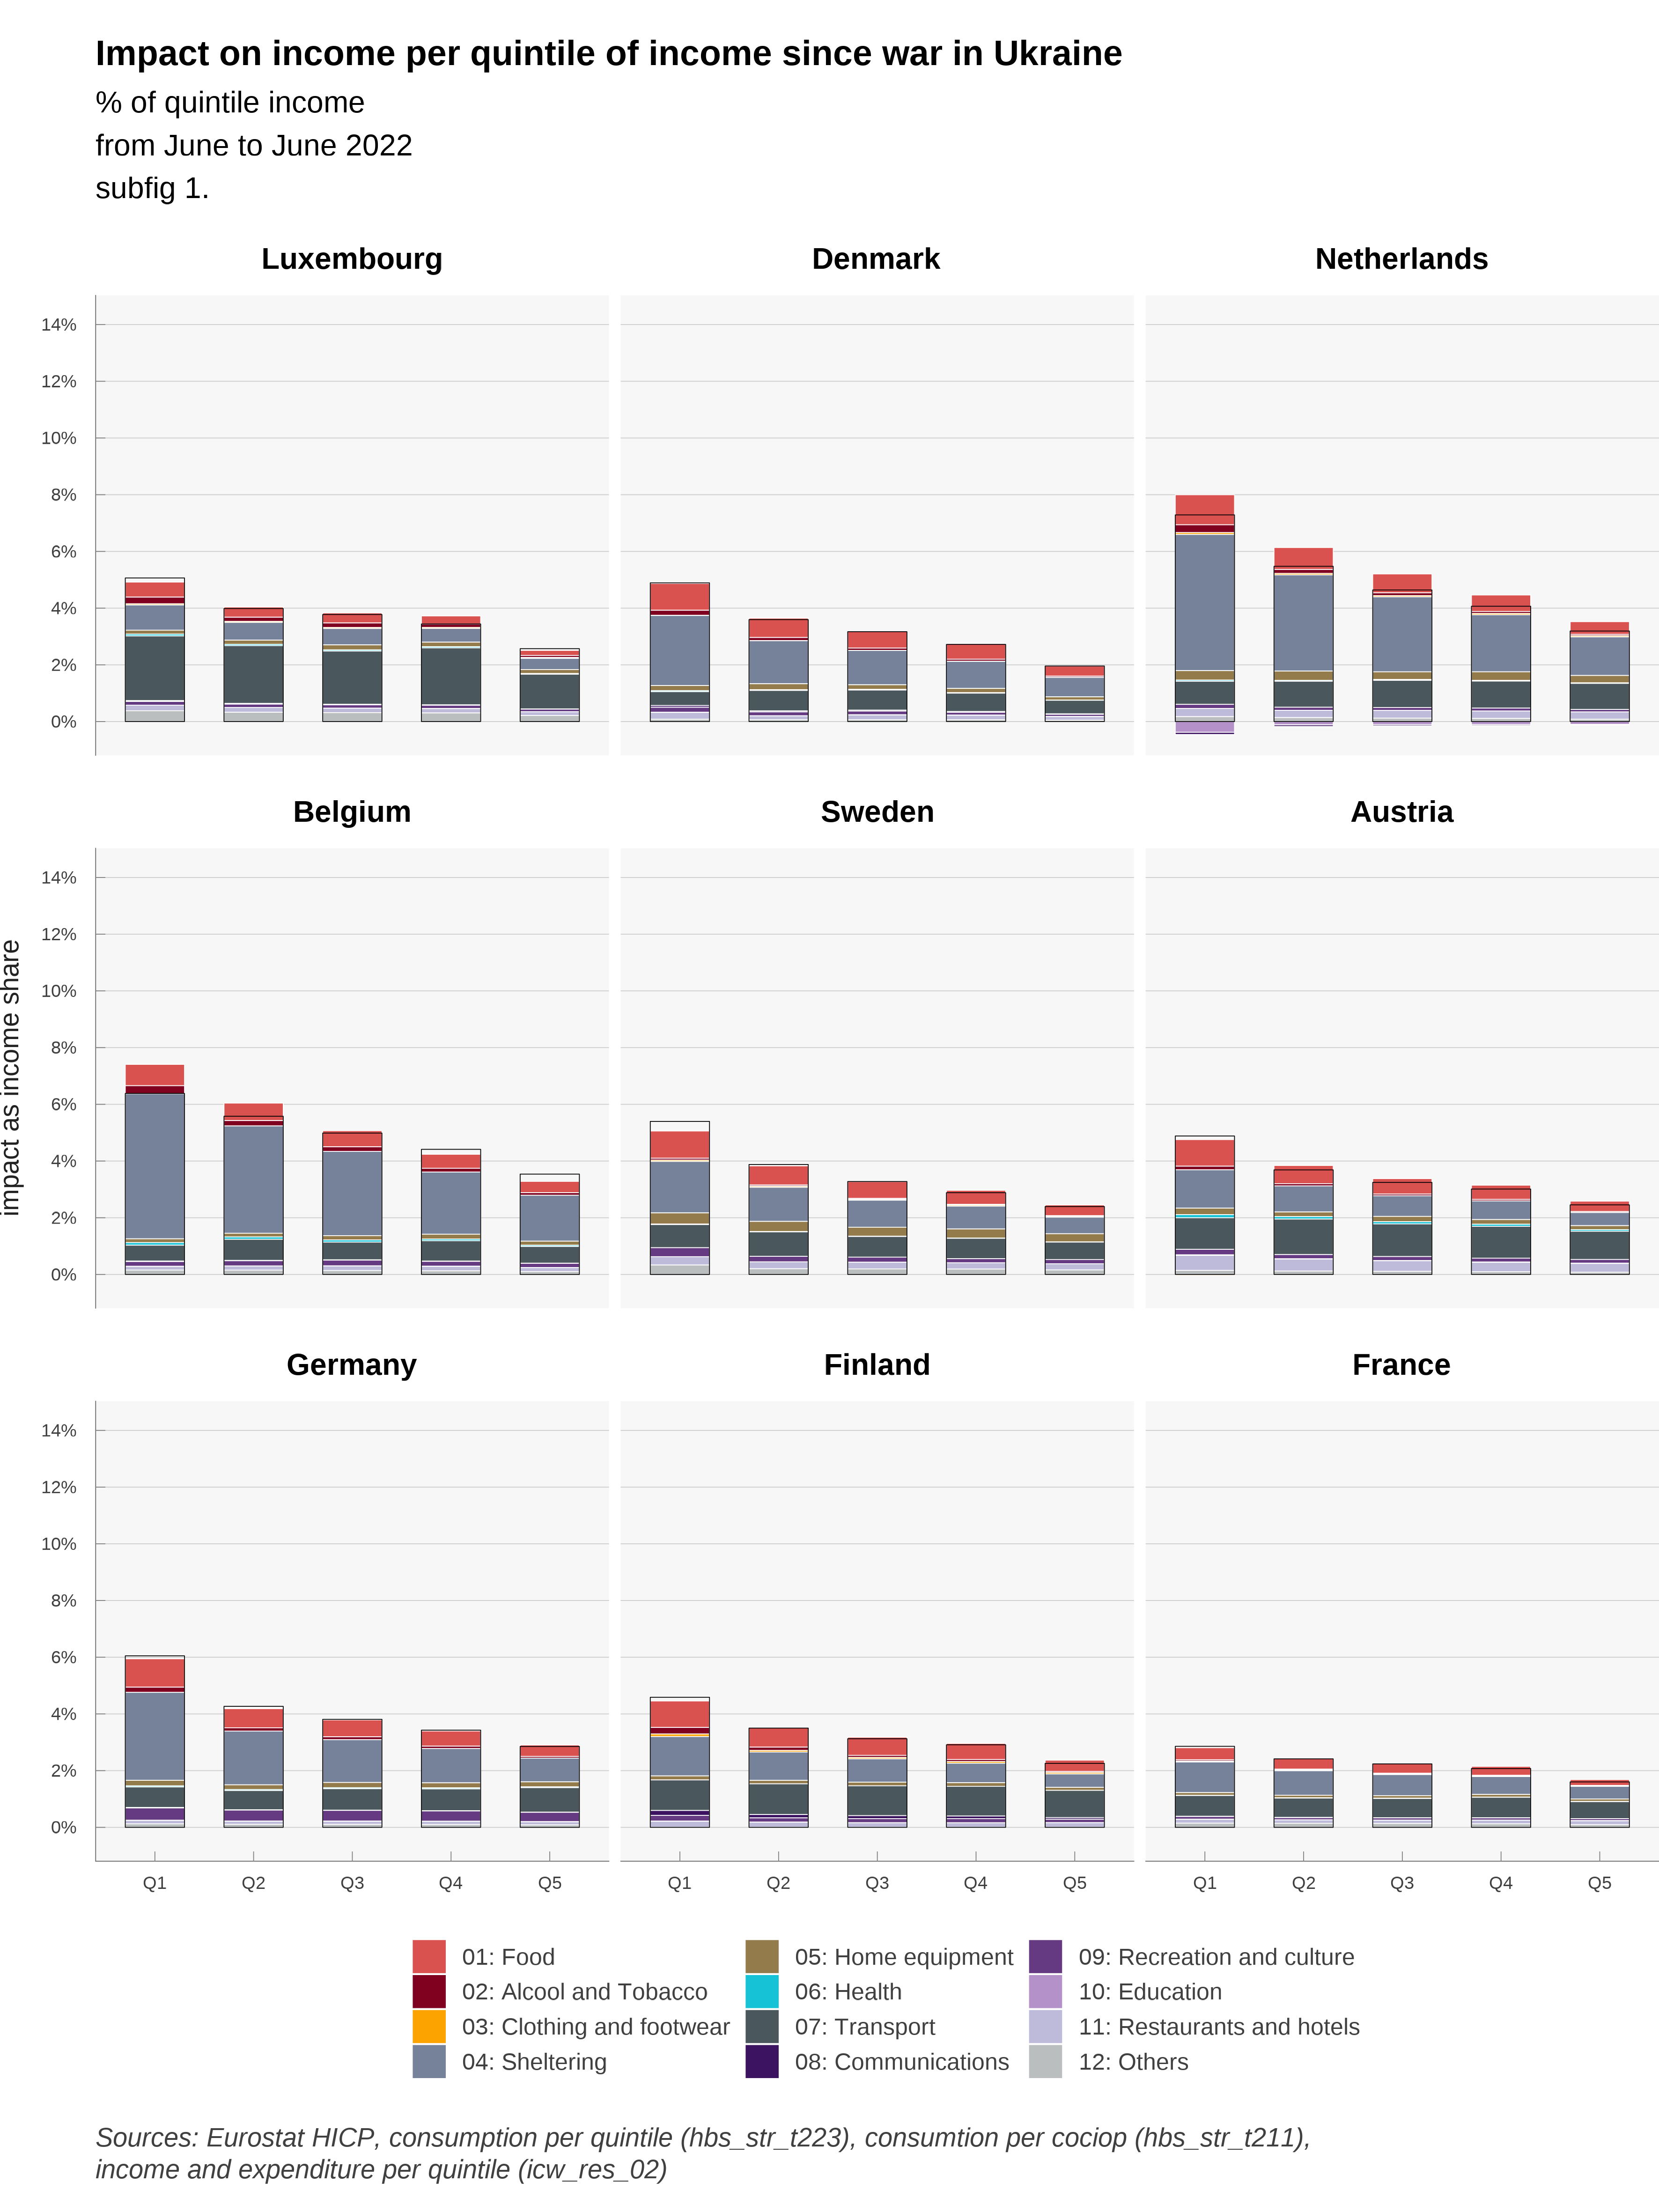 Impact on income per quintile of income since war in Ukraine
% of quintile income
from June to June 2022
subfig 1.
Luxembourg
Denmark
Netherlands
14%
12%
10%
8%
6%
4%
2%
0%
Belgium
Sweden
Austria
14%
12%
10%
8%
6%
4%
2%
0%
impact as income share
Germany
Finland
France
14%
12%
10%
8%
6%
4%
2%
0%
Q1 Q2 Q3 Q4 Q5 Q1 Q2 Q3 Q4 Q5 Q1 Q2 Q3 Q4 Q5
01: Food
02: Alcool and Tobacco
03: Clothing and footwear
04: Sheltering
05: Home equipment
06: Health
07: Transport
08: Communications
09: Recreation and culture
10: Education
11: Restaurants and hotels
12: Others
Sources: Eurostat HICP, consumption per quintile (hbs_str_t223), consumtion per cociop (hbs_str_t211),
income and expenditure per quintile (icw_res_02)